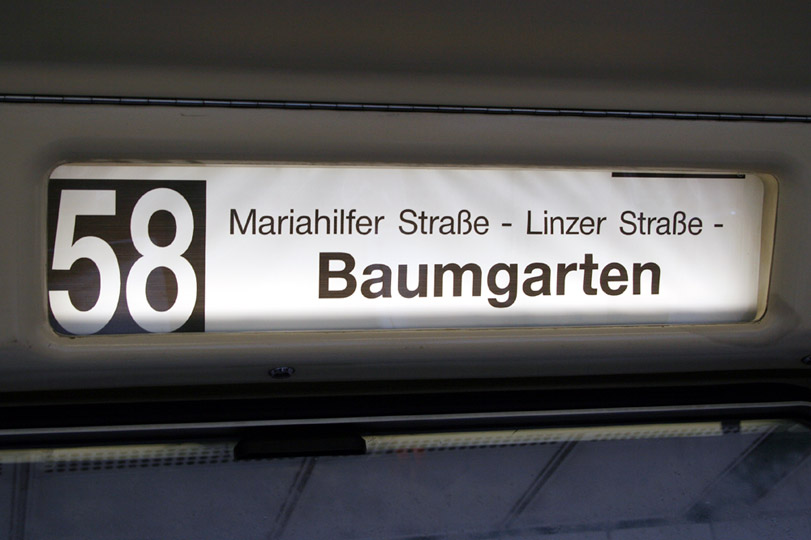 58
Mariahilfer Straße - Linzer Straße -
Baumgarten